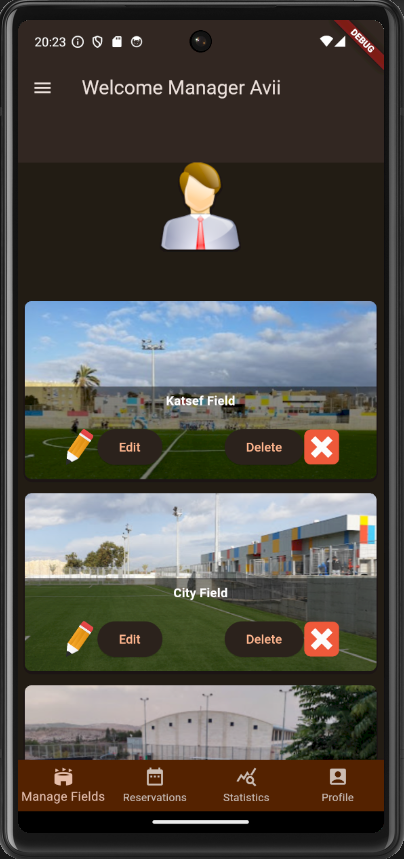 20:23
DEBUG
Welcome Manager Avii
Katsef Field
Edit
Delete
City Field
Edit
Delete
Manage Fields
Reservations
Statistics
Profile